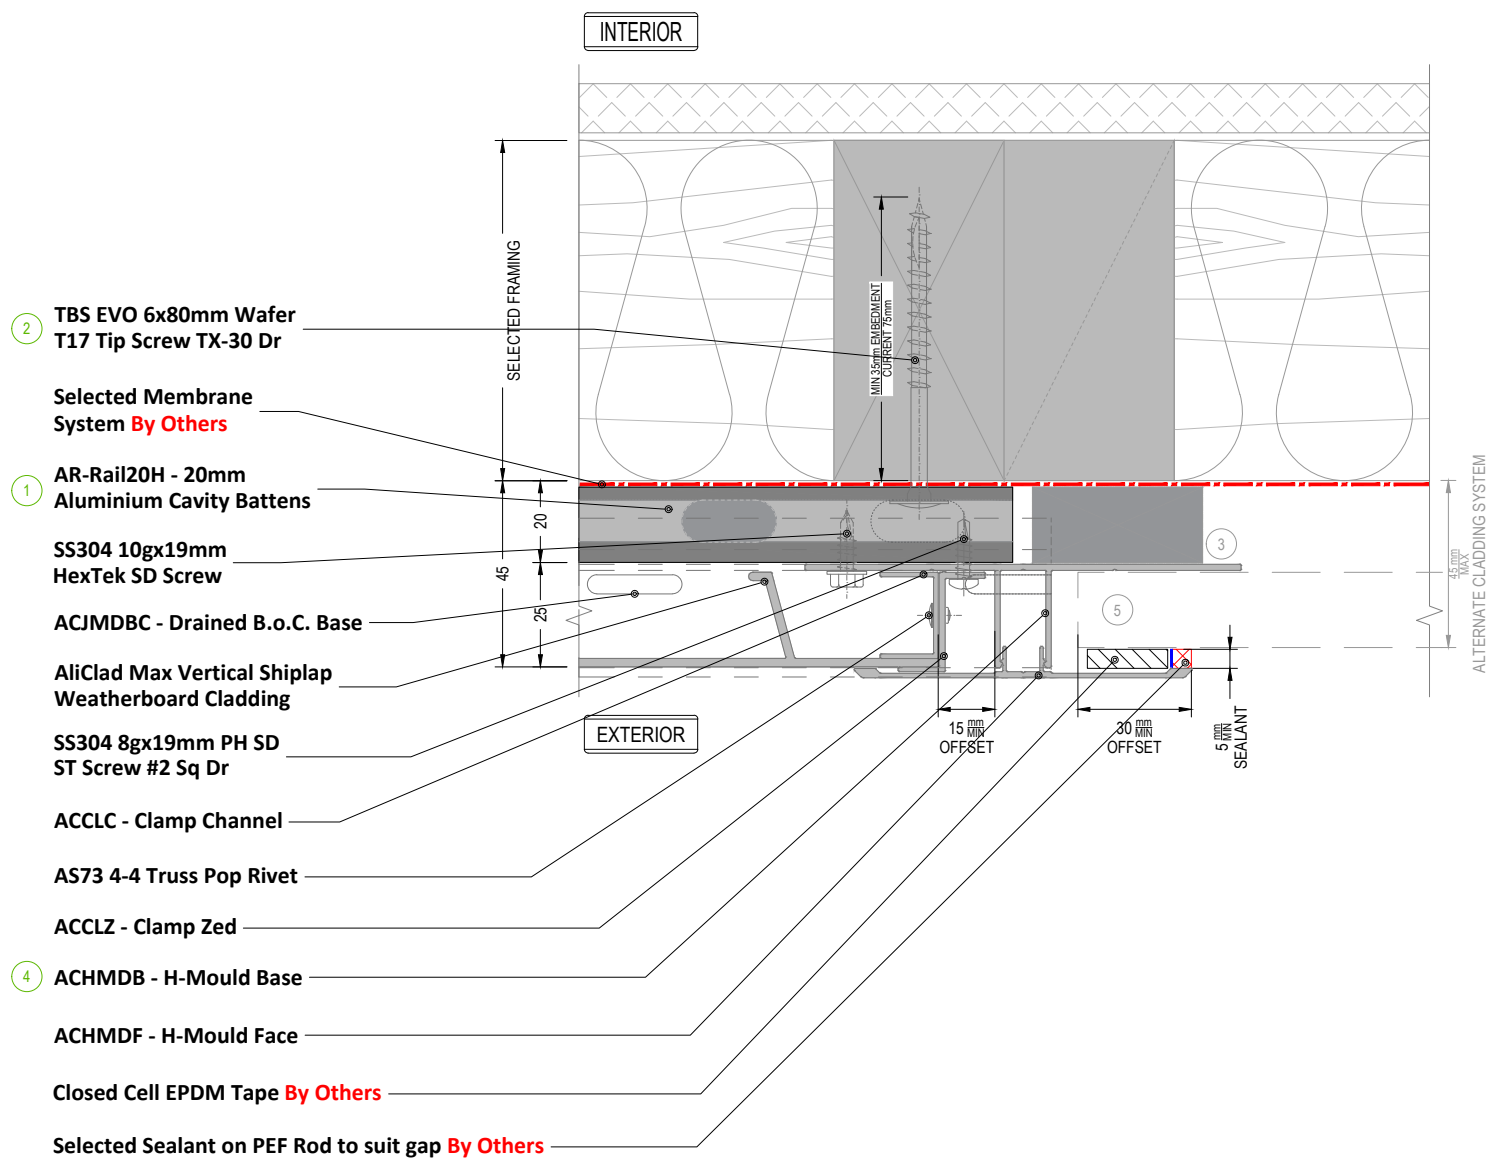 INTERIOR
2
TBS EVO 6x80mm Wafer
T17 Tip Screw TX-30 Dr
Selected Membrane
System By Others
1
AR-Rail20H - 20mm
Aluminium Cavity Battens
SS304 10gx19mm
HexTek SD Screw
ACJMDBC - Drained B.o.C. Base
AliClad Max Vertical Shiplap
Weatherboard Cladding
SS304 8gx19mm PH SD
ST Screw #2 Sq Dr
ACCLC - Clamp Channel
AS73 4-4 Truss Pop Rivet
ACCLZ - Clamp Zed
4
ACHMDB - H-Mould Base
ACHMDF - H-Mould Face
Closed Cell EPDM Tape By Others
Selected Sealant on PEF Rod to suit gap By Others
SELECTED FRAMING
45
20
25
MIN 35mm EMBEDMENT
CURRENT 75mm
3
5
EXTERIOR
15 mm MIN
OFFSET
30 mm MIN
OFFSET
5 mm MIN
SEALANT
45 mm
MAX
ALTERNATE CLADDING SYSTEM